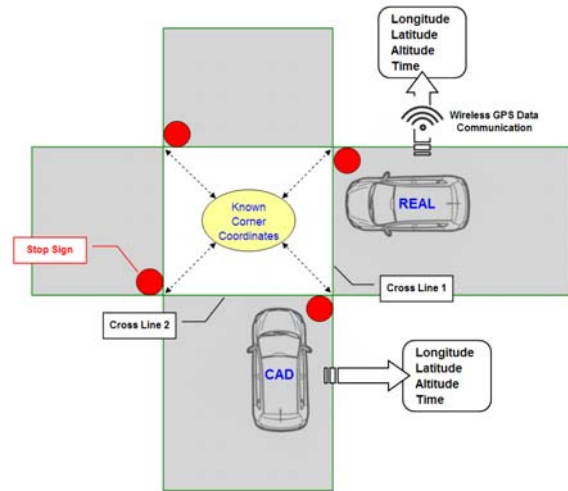 Longitude
Latitude
Altitude
Time
Wireless GPS Data
Communication
REAL
Known
Corner
Coordinates
Stop Sign
Cross Line 1
Cross Line 2
CAD
Longitude
Latitude
Altitude
Time